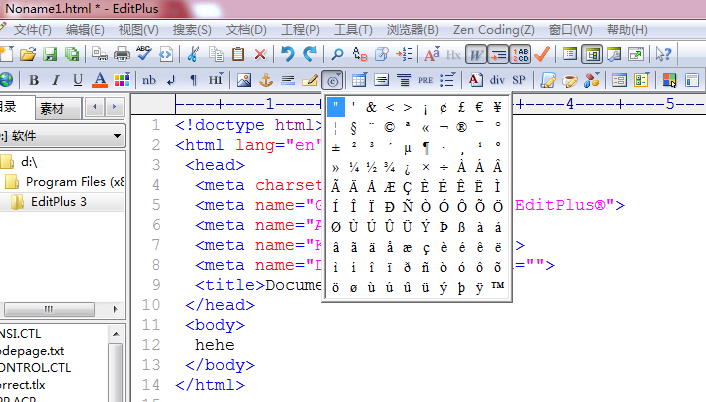 Noname1.html * - EditPlus
文件(F) 编辑(E) 视图(V) 搜索(S) 文档(D) 工程(P) 工具(T) 浏览器(B) Zen Coding(Z) 窗口(W) 帮助(H)
B I U A nb ¶ Hi PRE div SP
目录 素材
:] 软件
d:\
Program Files (x8
EditPlus 3
NSI.CTL
odepage.txt
ONTROL.CTL
orrect.tlx
----+----1----+ ----4----+----5---
1 <!doctype html>
2 <html lang="en"
3 <head>
4 <meta charset
5 <meta name="G EditPlus®">
6 <meta name="A
7 <meta name="K >
8 <meta name="D ="">
9 <title>Docume
10 </head>
11 <body>
12 hehe
13 </body>
14 </html>
" ' & < > ¡ ¢ £ € ¥
¦ § ¨ © ª « ¬ ® ¯ °
± ² ³ ´ µ ¶ · ¸ ¹ º
» ¼ ½ ¾ ¿ × ÷ À Á Â
Ã Ä Å Æ Ç È É Ê Ë Ì
Í Î Ï Ð Ñ Ò Ó Ô Õ Ö
Ø Ù Ú Û Ü Ý Þ ß à á
â ã ä å æ ç è é ê ë
ì í î ï ð ñ ò ó ô õ
ö ø ù ú û ü ý þ ÿ ™